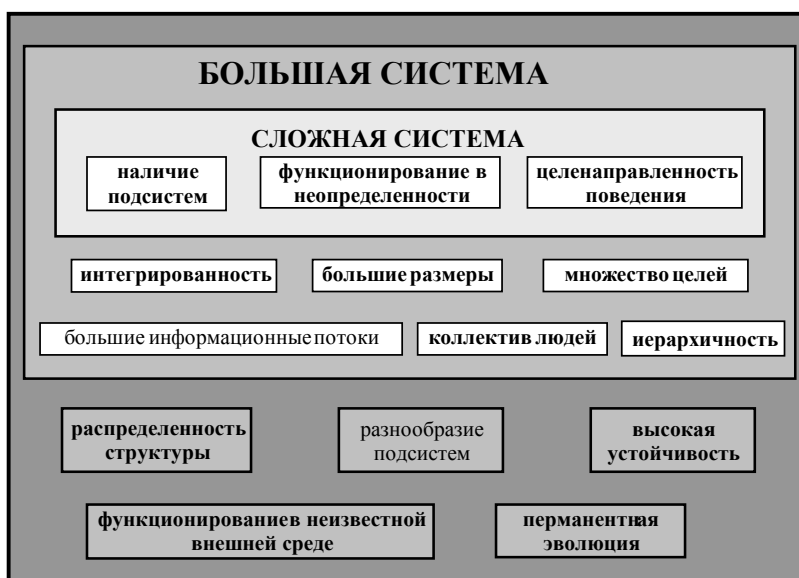 БОЛЬШАЯ СИСТЕМА
СЛОЖНАЯ СИСТЕМА
наличие
подсистем
функционирование в
неопределенности
целенаправленность
поведения
интегрированность
большие размеры
множество целей
большие информационные потоки
коллектив людей
иерархичность
распределенность
структуры
разнообразие
подсистем
высокая
устойчивость
функционирование в неизвестной
внешней среде
перманентная
эволюция